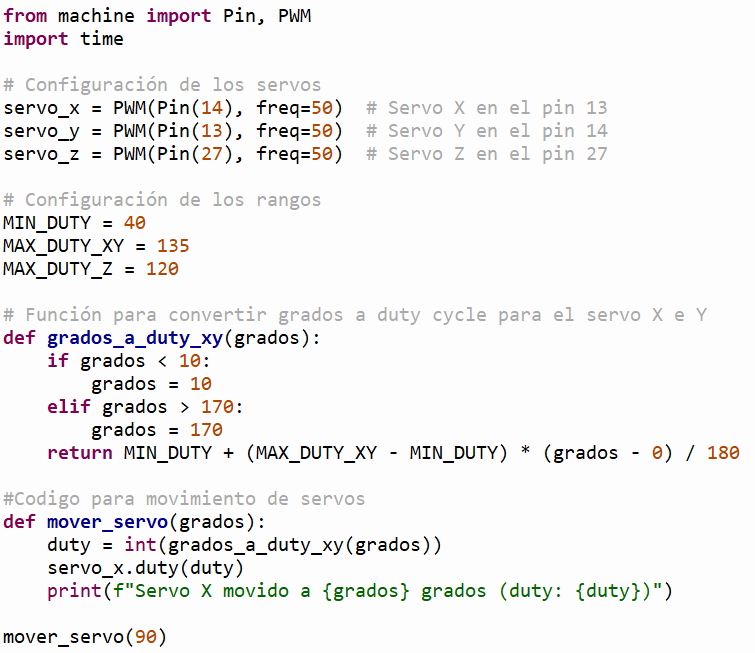 from machine import Pin, PWM
import time

# Configuración de los servos
servo_x = PWM(Pin(14), freq=50)  # Servo X en el pin 13
servo_y = PWM(Pin(13), freq=50)  # Servo Y en el pin 14
servo_z = PWM(Pin(27), freq=50)  # Servo Z en el pin 27

# Configuración de los rangos
MIN_DUTY = 40
MAX_DUTY_XY = 135
MAX_DUTY_Z = 120

# Función para convertir grados a duty cycle para el servo X e Y
def grados_a_duty_xy(grados):
    if grados < 10:
        grados = 10
    elif grados > 170:
        grados = 170
    return MIN_DUTY + (MAX_DUTY_XY - MIN_DUTY) * (grados - 0) / 180

#Codigo para movimiento de servos
def mover_servo(grados):
    duty = int(grados_a_duty_xy(grados))
    servo_x.duty(duty)
    print(f"Servo X movido a {grados} grados (duty: {duty})")

mover_servo(90)